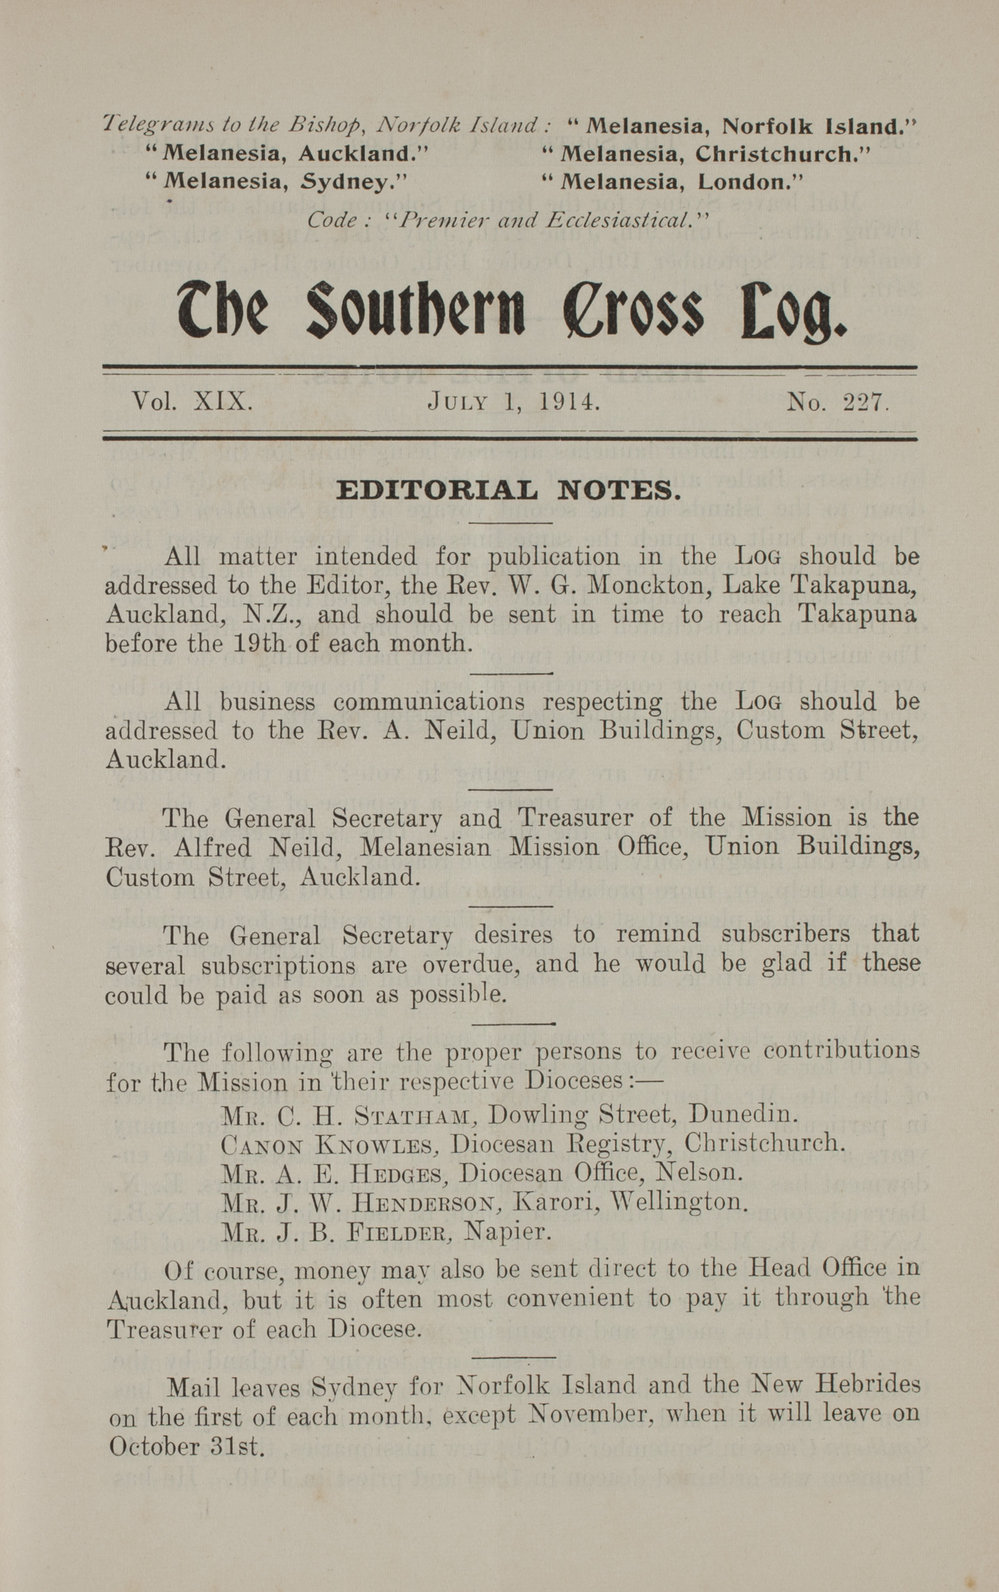 Telegrams to the Bishop, Norfolk Island : “ Melanesia, Norfolk Island.”
“ Melanesia, Auckland.” “ Melanesia, Christchurch.”
“ Melanesia, Sydney.” “ Melanesia, London.”
Code : “Premier and Ecclesiastical.”
The Southern Cross Log.
Vol. XIX. July 1, 1914. No. 227.
EDITORIAL NOTES.
All matter intended for publication in the Log should be
addressed to the Editor, the Rev. W. G. Monckton, Lake Takapuna,
Auckland, N.Z., and should be sent in time to reach Takapuna
before the 19th of each month.
All business communications respecting the Log should be
addressed to the Rev. A. Neild, Union Buildings, Custom Street,
Auckland.
The General Secretary and Treasurer of the Mission is the
Rev. Alfred Neild, Melanesian Mission Office, Union Buildings,
Custom Street, Auckland.
The General Secretary desires to remind subscribers that
several subscriptions are overdue, and he would be glad if these
could be paid as soon as possible.
The following are the proper persons to receive contributions
for the Mission in their respective Dioceses :—
Mr. C. H. Statham, Dowling Street, Dunedin.
Canon Knowles, Diocesan Registry, Christchurch.
Mr. A. E. Hedges, Diocesan Office, Nelson.
Mr. J. W. Henderson, Karori, Wellington.
Mr. J. B. Fielder, Napier.
Of course, money may also be sent direct to the Head Office in
Auckland, but it is often most convenient to pay it through the
Treasurer of each Diocese.
Mail leaves Sydney for Norfolk Island and the New Hebrides
on the first of each month, except November, when it will leave on
October 31st.